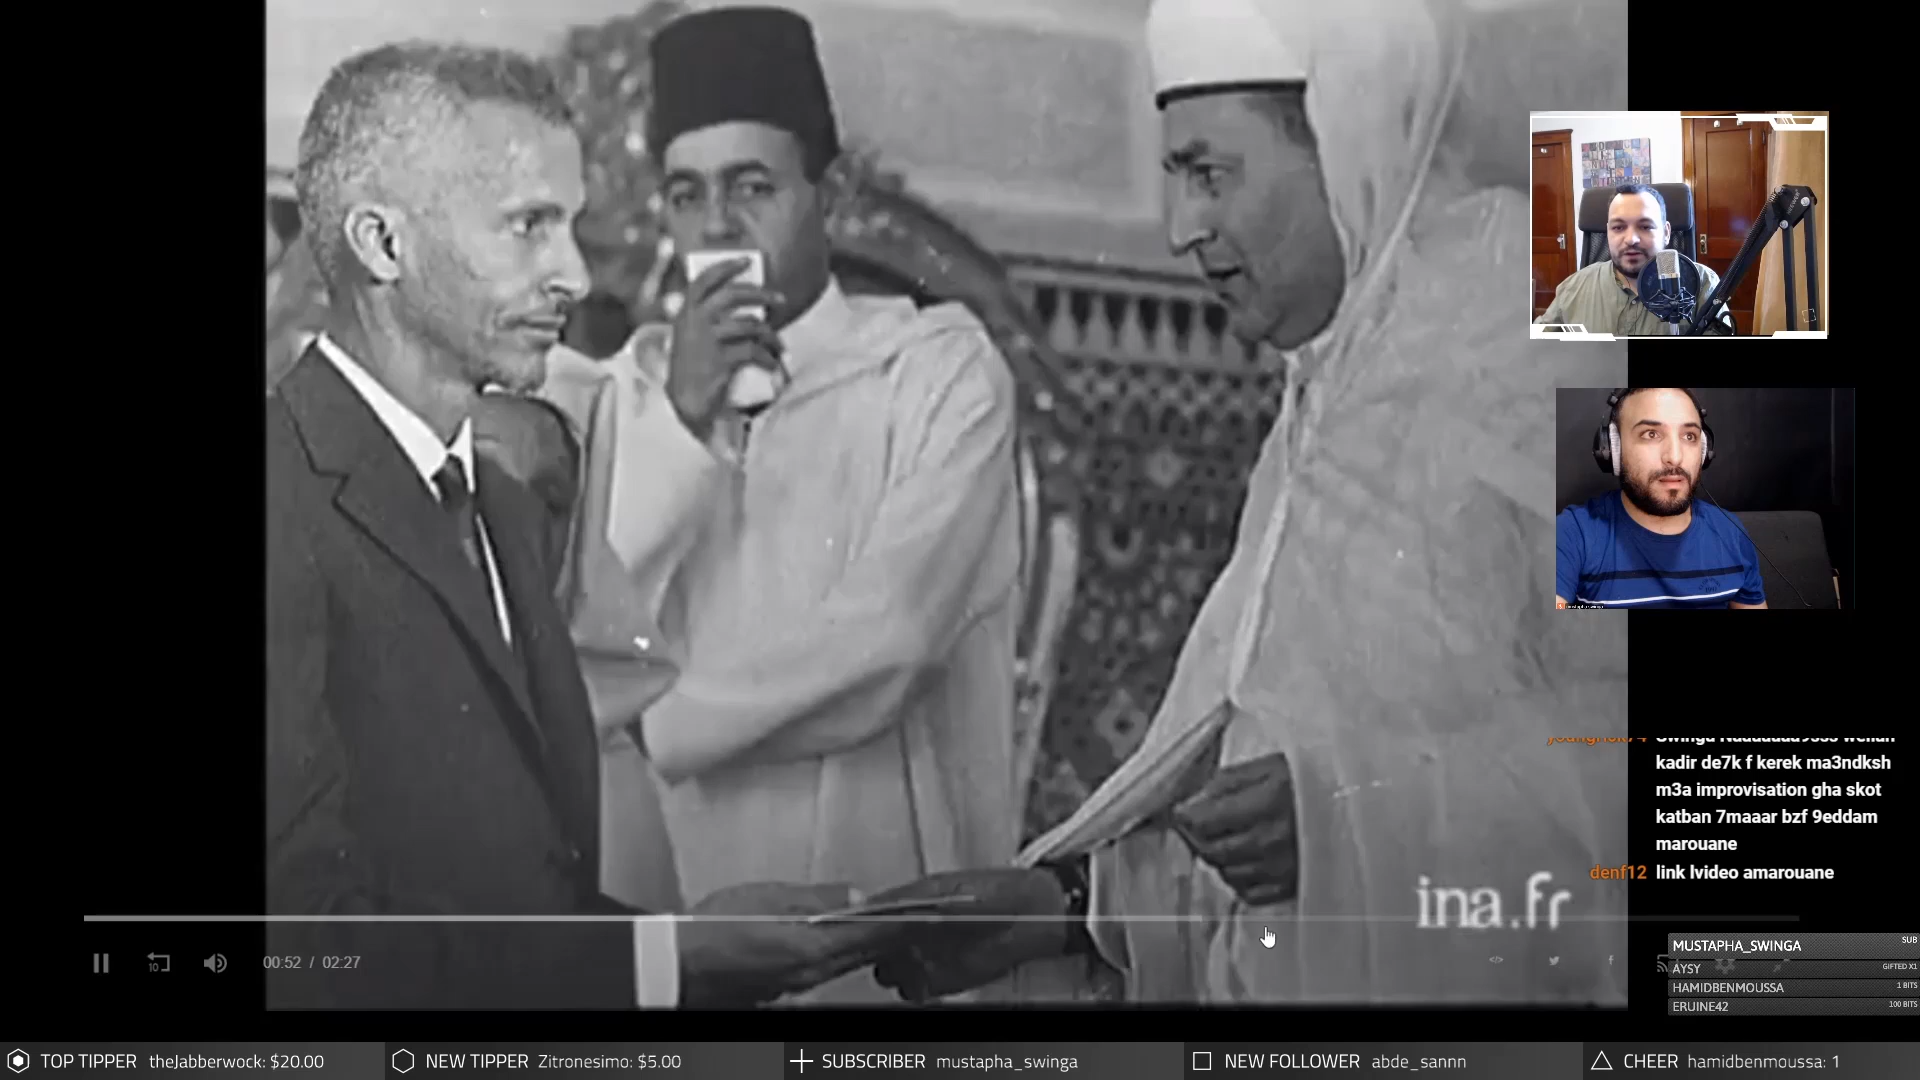 kadir de7k f kerek ma3ndksh
m3a improvisation gha skot
katban 7maaar bzf 9eddam
marouane
denf12 link lvideo amarouane
ina.fr
00:52 / 02:27
10
MUSTAPHA_SWINGA SUB
AYSY GIFTED X1
HAMIDBENMOUSSA 1 BITS
ERUINE42 100 BITS
TOP TIPPER theJabberwock: $20.00
NEW TIPPER Zitronesimo: $5.00
SUBSCRIBER mustapha_swinga
NEW FOLLOWER abde_sannn
CHEER hamidbenmoussa: 1